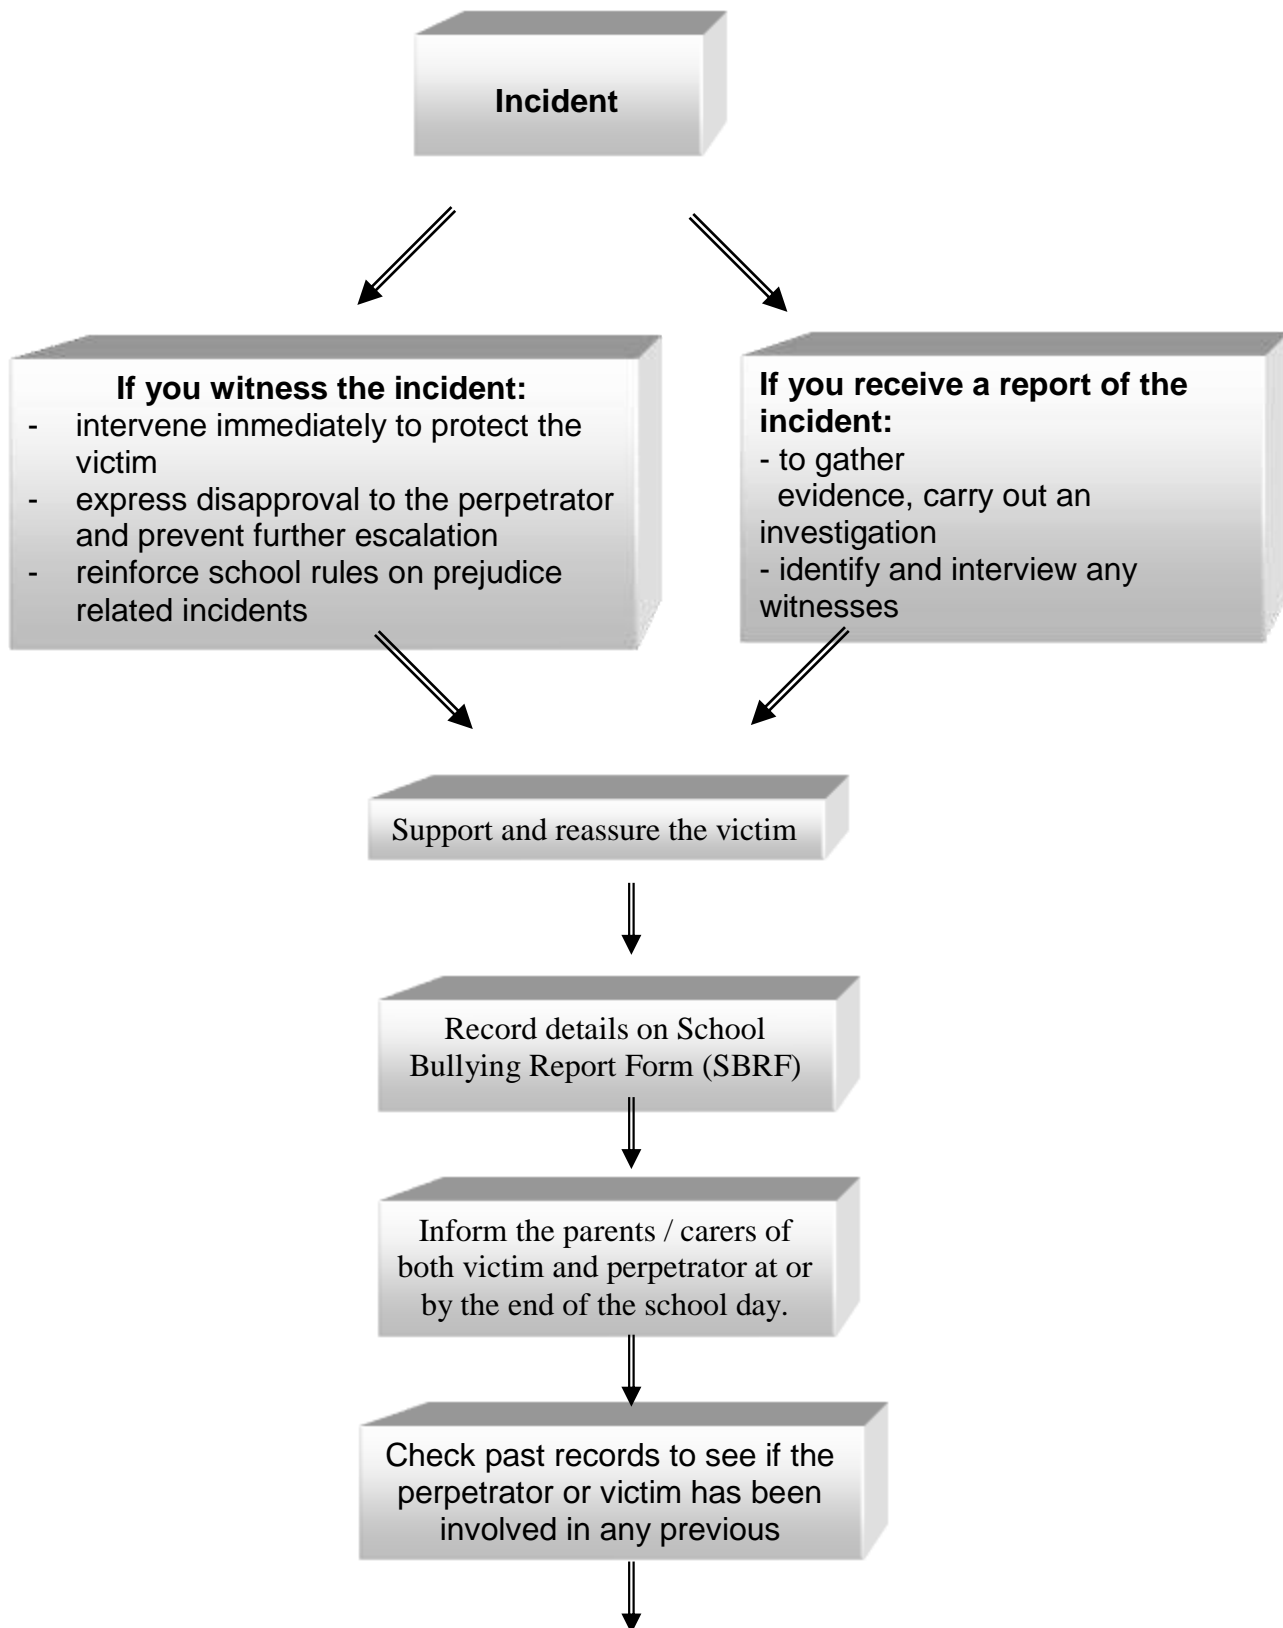 Incident
If you witness the incident:
- intervene immediately to protect the
victim
- express disapproval to the perpetrator
and prevent further escalation
- reinforce school rules on prejudice
related incidents
If you receive a report of the
incident:
- to gather
evidence, carry out an
investigation
- identify and interview any
witnesses
Support and reassure the victim
Record details on School
Bullying Report Form (SBRF)
Inform the parents / carers of
both victim and perpetrator at or
by the end of the school day.
Check past records to see if the
perpetrator or victim has been
involved in any previous